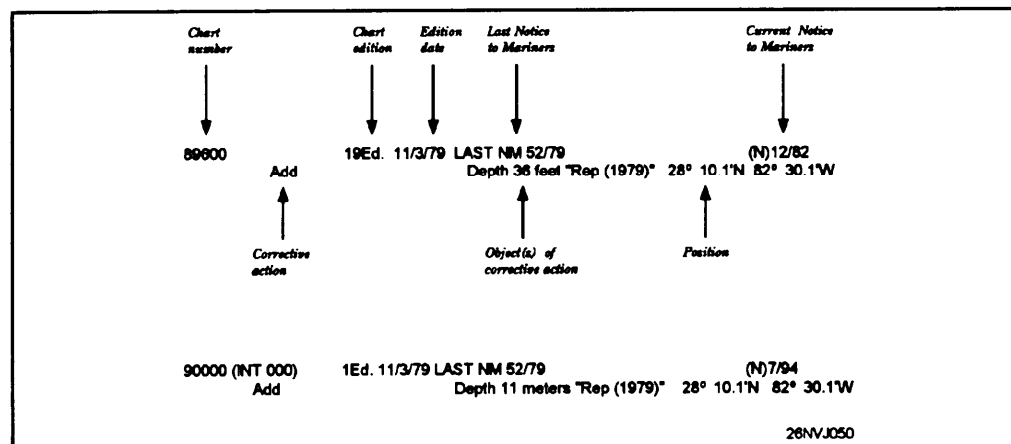 Chart Chart Edition Last Notice Current Notice
number edition date to Mariners to Mariners
89600 19Ed. 11/3/79 LAST NM 52/79 (N)12/82
Add Depth 36 feet "Rep (1979)" 28° 10.1'N 82° 30.1'W
Corrective Object(s) of Position
action corrective action
90000 (INT 000) 1Ed. 11/3/79 LAST NM 52/79 (N)7/94
Add Depth 11 meters "Rep (1979)" 28° 10.1'N 82° 30.1'W
26NVJ050